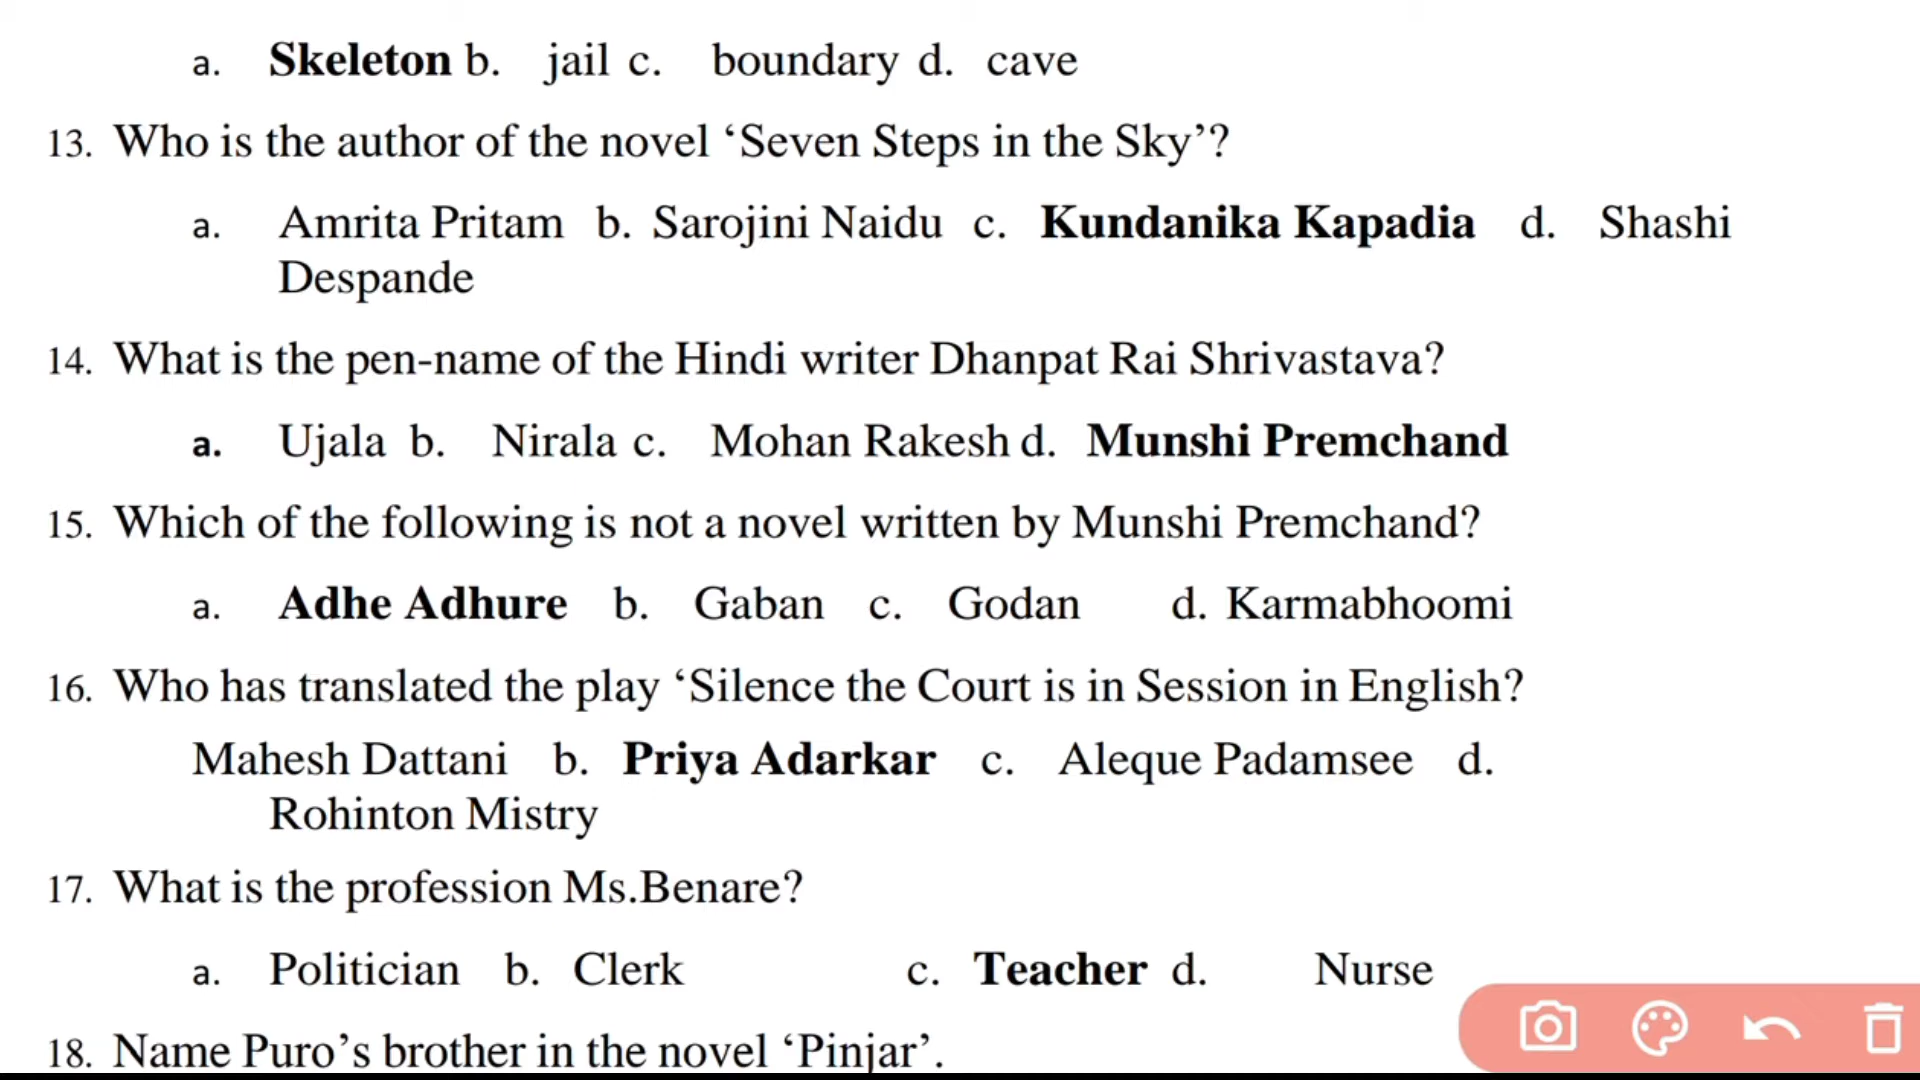 a. Skeleton b. jail c. boundary d. cave
13. Who is the author of the novel ‘Seven Steps in the Sky’?
a. Amrita Pritam b. Sarojini Naidu c. Kundanika Kapadia d. Shashi
Despande
14. What is the pen-name of the Hindi writer Dhanpat Rai Shrivastava?
a. Ujala b. Nirala c. Mohan Rakesh d. Munshi Premchand
15. Which of the following is not a novel written by Munshi Premchand?
a. Adhe Adhure b. Gaban c. Godan d. Karmabhoomi
16. Who has translated the play ‘Silence the Court is in Session in English?
Mahesh Dattani b. Priya Adarkar c. Aleque Padamsee d.
Rohinton Mistry
17. What is the profession Ms.Benare?
a. Politician b. Clerk c. Teacher d. Nurse
18. Name Puro’s brother in the novel ‘Pinjar’.